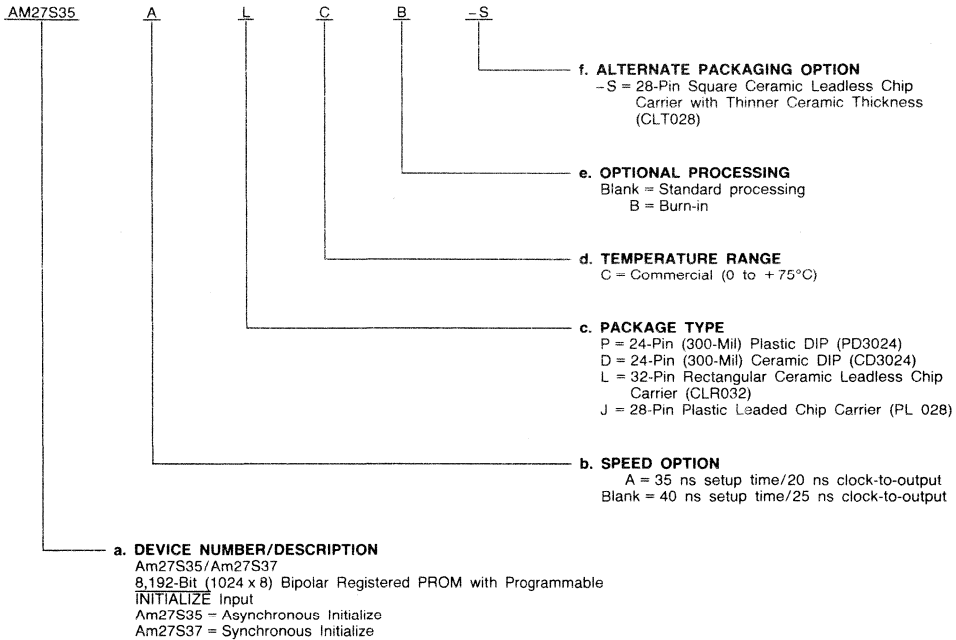 AM27S35 A L C B -S
f. ALTERNATE PACKAGING OPTION
-S = 28-Pin Square Ceramic Leadless Chip
Carrier with Thinner Ceramic Thickness
(CLT028)
e. OPTIONAL PROCESSING
Blank = Standard processing
B = Burn-in
d. TEMPERATURE RANGE
C = Commercial (0 to +75°C)
c. PACKAGE TYPE
P = 24-Pin (300-Mil) Plastic DIP (PD3024)
D = 24-Pin (300-Mil) Ceramic DIP (CD3024)
L = 32-Pin Rectangular Ceramic Leadless Chip
Carrier (CLR032)
J = 28-Pin Plastic Leaded Chip Carrier (PL 028)
b. SPEED OPTION
A = 35 ns setup time/20 ns clock-to-output
Blank = 40 ns setup time/25 ns clock-to-output
a. DEVICE NUMBER/DESCRIPTION
Am27S35/Am27S37
8,192-Bit (1024 x 8) Bipolar Registered PROM with Programmable
INITIALIZE Input
Am27S35 = Asynchronous Initialize
Am27S37 = Synchronous Initialize